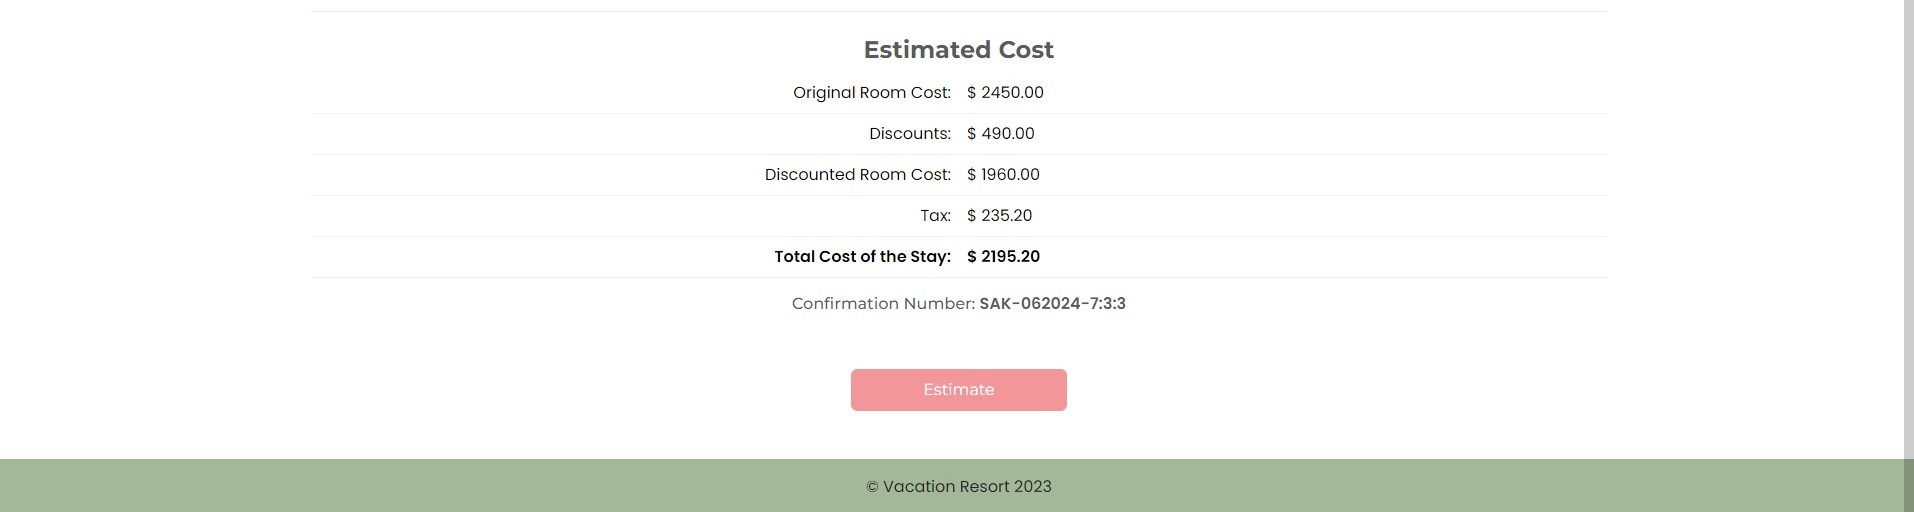 Estimated Cost
Original Room Cost: $ 2450.00
Discounts: $ 490.00
Discounted Room Cost: $ 1960.00
Tax: $ 235.20
Total Cost of the Stay: $ 2195.20
Confirmation Number: SAK-062024-7:3:3
Estimate
© Vacation Resort 2023